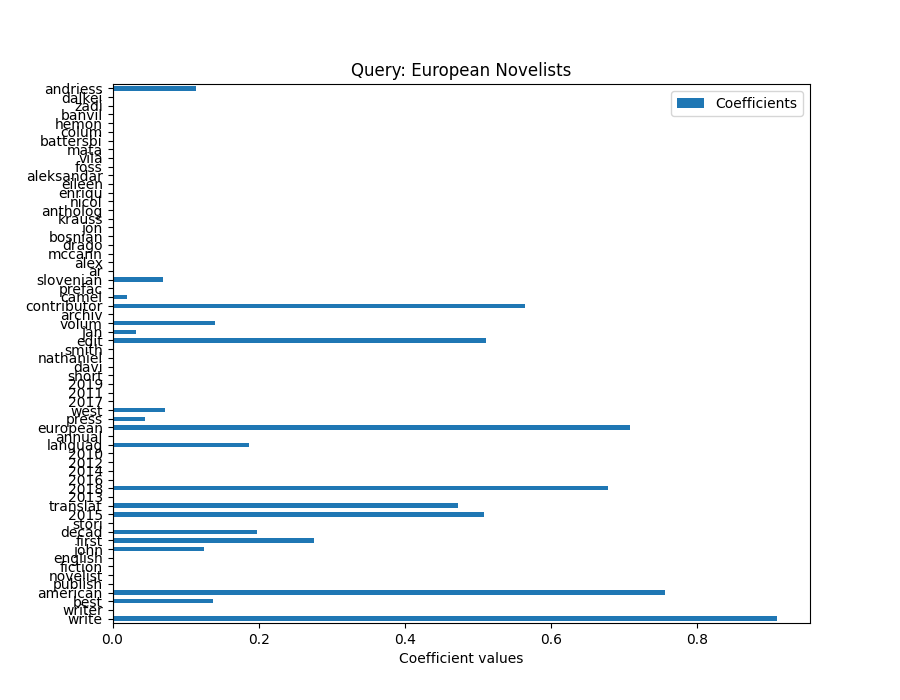 Query: European Novelists
Coefficients
andriess
dalkei
zadi
banvil
hemon
colum
battersbi
mata
vila
foss
aleksandar
eileen
enriqu
nicol
antholog
krauss
jon
bosnian
drago
mccann
alex
ar
slovenian
prefac
camel
contributor
archiv
volum
jan
edit
smith
nathaniel
davi
short
2019
2011
2017
west
press
european
annual
languag
2010
2012
2014
2016
2018
2013
translat
2015
stori
decad
first
john
english
fiction
novelist
publish
american
best
writer
write
0.0 0.2 0.4 0.6 0.8
Coefficient values